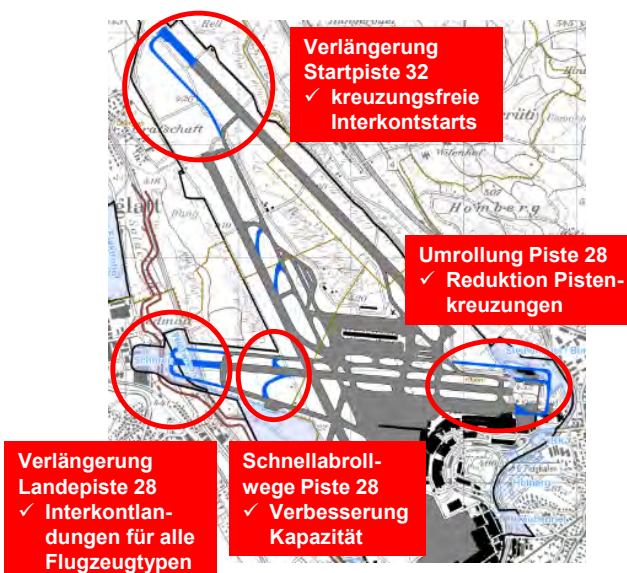 Verlängerung
Startpiste 32
✓ kreuzungsfreie
Interkontstarts
Umrollung Piste 28
✓ Reduktion Pisten-
kreuzungen
Verlängerung
Landepiste 28
✓ Interkontlan-
dungen für alle
Flugzeugtypen
Schnellabroll-
wege Piste 28
✓ Verbesserung
Kapazität
Homberg